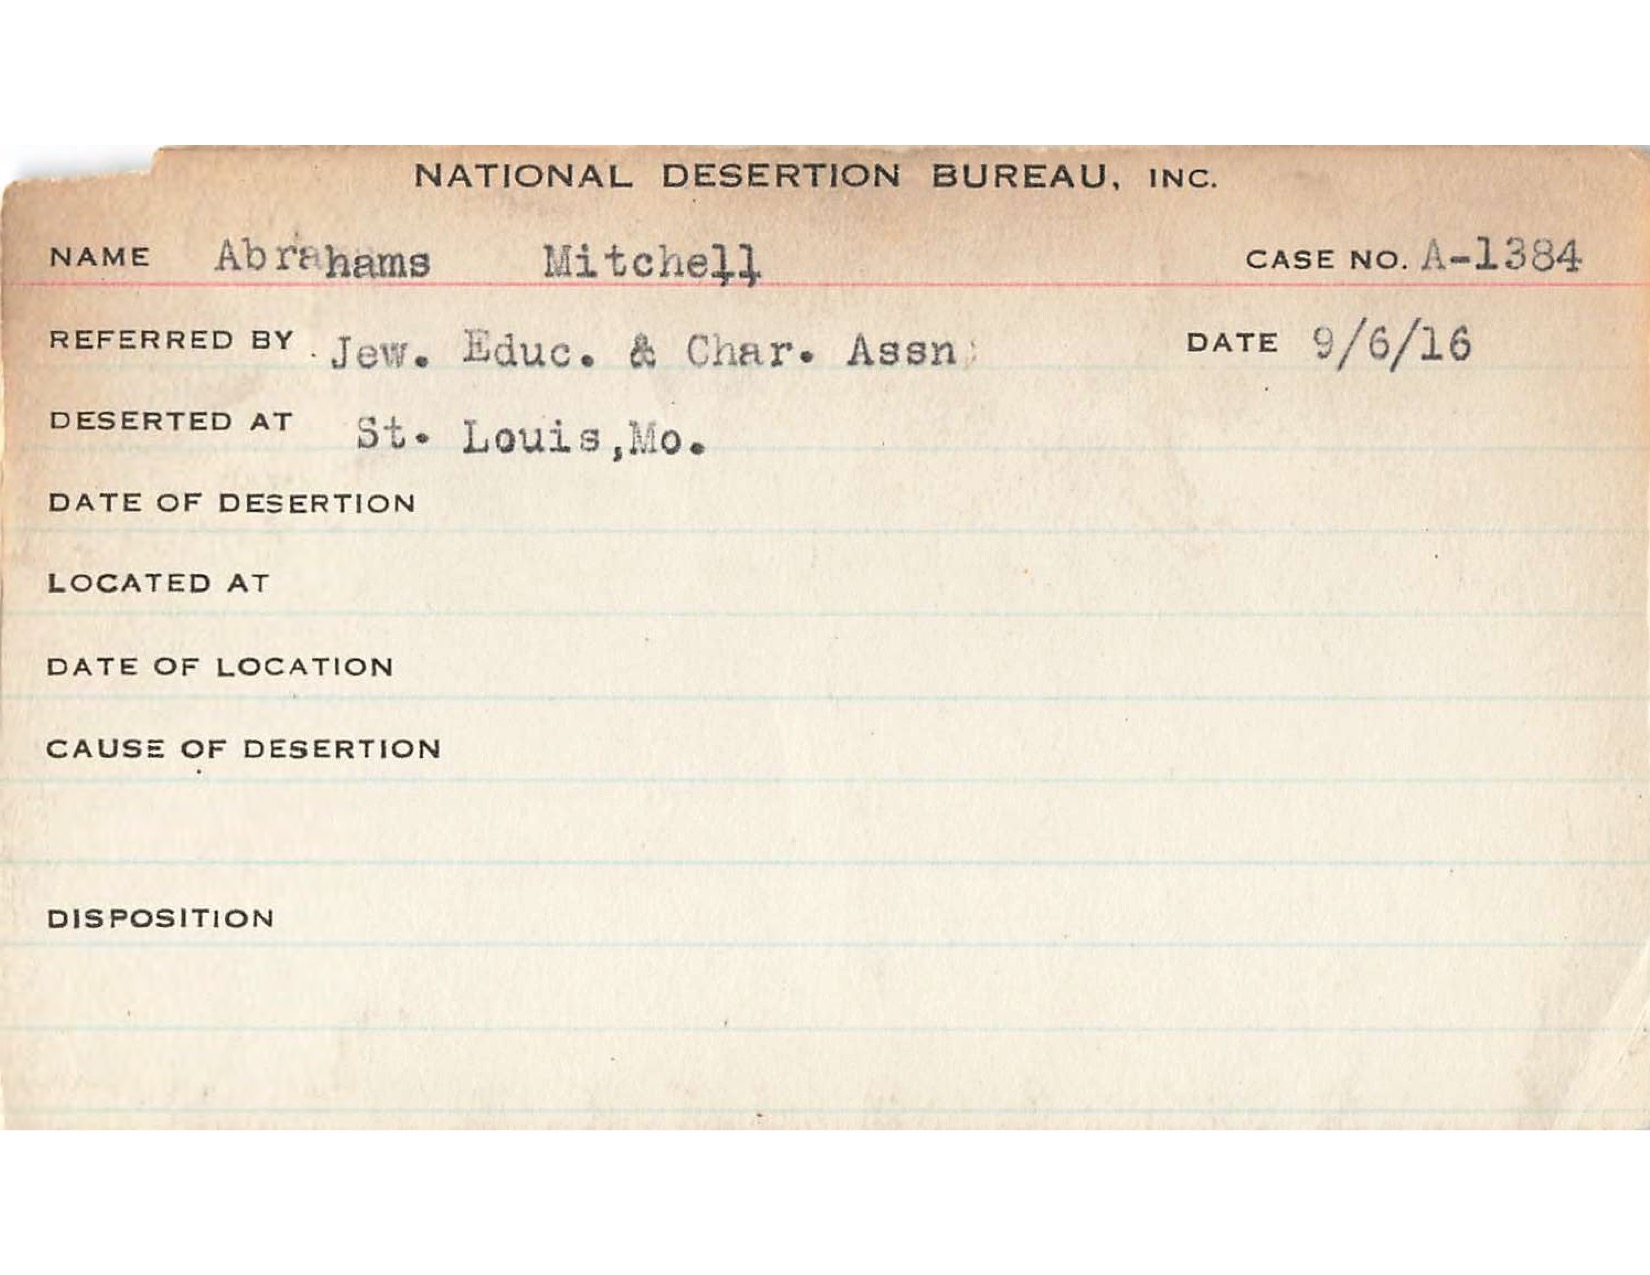 NATIONAL DESERTION BUREAU, INC.
NAME Abrahams Mitchell CASE NO. A-1384
REFERRED BY Jew. Educ. & Char. Assn. DATE 9/6/16
DESERTED AT St. Louis,Mo.
DATE OF DESERTION
LOCATED AT
DATE OF LOCATION
CAUSE OF DESERTION
DISPOSITION